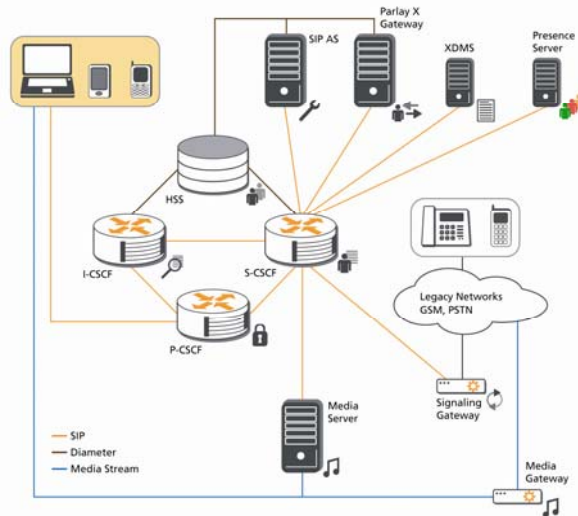 Parlay X
Gateway
SIP AS
XDMS
Presence
Server
HSS
I-CSCF
S-CSCF
P-CSCF
Legacy Networks
GSM, PSTN
Signaling
Gateway
Media
Server
Media
Gateway
SIP
Diameter
Media Stream